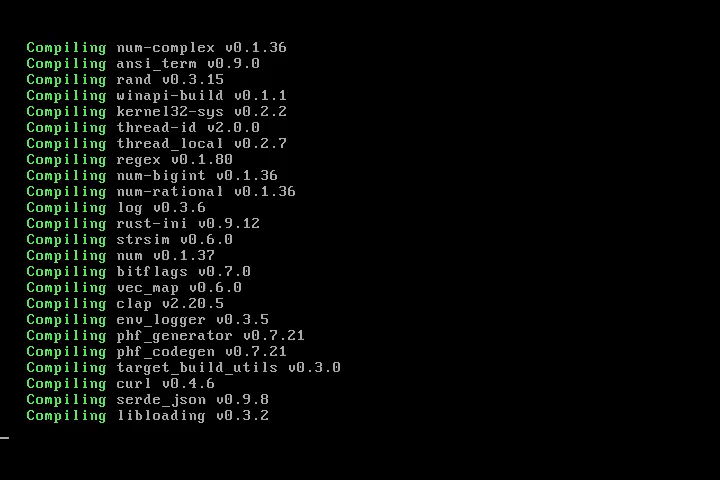 Compiling num-complex v0.1.36
Compiling ansi_term v0.9.0
Compiling rand v0.3.15
Compiling winapi-build v0.1.1
Compiling kernel32-sys v0.2.2
Compiling thread-id v2.0.0
Compiling thread_local v0.2.7
Compiling regex v0.1.80
Compiling num-bigint v0.1.36
Compiling num-rational v0.1.36
Compiling log v0.3.6
Compiling rust-ini v0.9.12
Compiling strsim v0.6.0
Compiling num v0.1.37
Compiling bitflags v0.7.0
Compiling vec_map v0.6.0
Compiling clap v2.20.5
Compiling env_logger v0.3.5
Compiling phf_generator v0.7.21
Compiling phf_codegen v0.7.21
Compiling target_build_utils v0.3.0
Compiling curl v0.4.6
Compiling serde_json v0.9.8
Compiling libloading v0.3.2